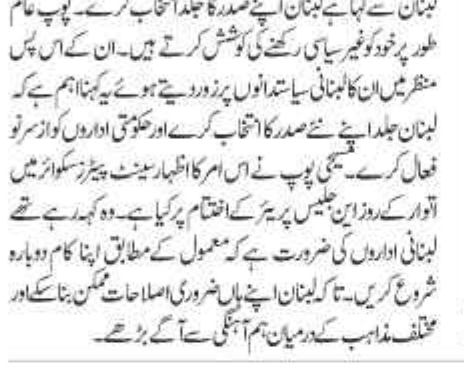 لبنان سے کہا ہے لبنان اپنے صدر کا جلد انتخاب کرے۔ پوپ عام
طور پر خود کو غیر سیاسی رکھنے کی کوشش کرتے ہیں۔ ان کے اس پس
منظر میں ان کا لبنانی سیاستدانوں پر زور دیتے ہوئے یہ کہنا اہم ہے کہ
لبنان جلد اپنے نئے صدر کا انتخاب کرے اور حکومتی اداروں کو از سر نو
فعال کرے۔ مسیحی پوپ نے اس امر کا اظہار سینٹ پیٹرز سکوائر میں
اتوار کے روز این جلیس پریئر کے اختتام پر کیا ہے۔ وہ کہہ رہے تھے
لبنانی اداروں کی ضرورت ہے کہ معمول کے مطابق اپنا کام دوبارہ
شروع کریں۔ تا کہ لبنان اپنے ہاں ضروری اصلاحات ممکن بنا سکے اور
مختلف مذاہب کے درمیان ہم آہنگی سے آگے بڑھے۔